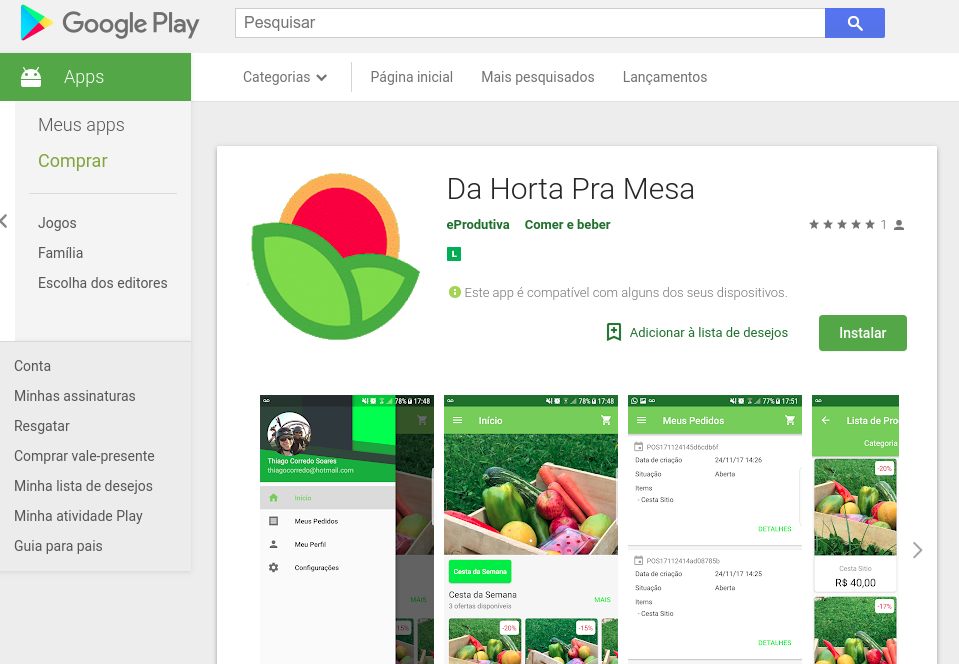 Google Play
Pesquisar
Apps
Categorias
Página inicial
Mais pesquisados
Lançamentos
Meus apps
Comprar
Jogos
Família
Escolha dos editores
Conta
Minhas assinaturas
Resgatar
Comprar vale-presente
Minha lista de desejos
Minha atividade Play
Guia para pais
Da Horta Pra Mesa
eProdutiva Comer e beber
1
L
Este app é compatível com alguns dos seus dispositivos.
Adicionar à lista de desejos
Instalar
78% 17:48
Thiago Corredo Soares
thiagocorredo@hotmail.com
Início
Meus Pedidos
Meu Perfil
Configurações
MAIS
15%
78% 17:48
Início
Cesta da Semana
Cesta da Semana
3 ofertas disponíveis
MAIS
-20%
-15%
77% 17:51
Meus Pedidos
POS171124145d6cdb6f
Data de criação 24/11/17 14:26
Situação Aberta
Items
- Cesta Sitio
DETALHES
POS17112414ad08785b
Data de criação 24/11/17 14:25
Situação Aberta
Items
- Cesta Sitio
DETALHES
Lista de Pro
Categoria
-20%
Cesta Sitio
R$ 40,00
-17%